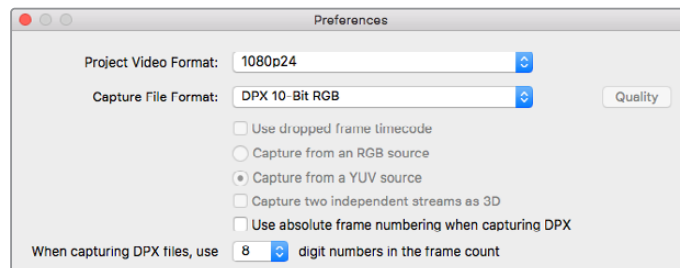 Preferences
Project Video Format: 1080p24
Capture File Format: DPX 10-Bit RGB Quality
Use dropped frame timecode
Capture from an RGB source
Capture from a YUV source
Capture two independent streams as 3D
Use absolute frame numbering when capturing DPX
When capturing DPX files, use 8 digit numbers in the frame count